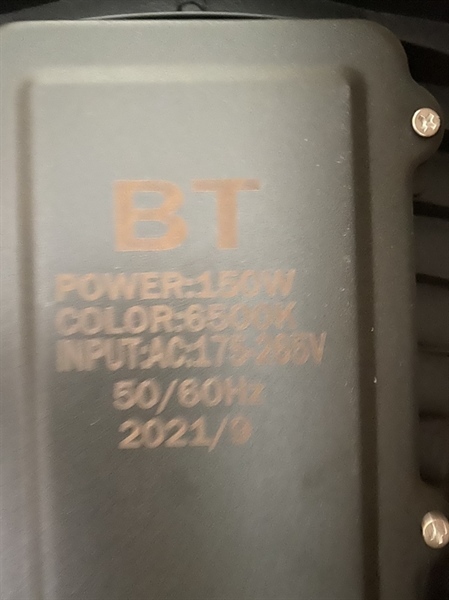 BT
POWER:150W
COLOR:6500K
INPUT:AC:175-265V
50/60Hz
2021/9